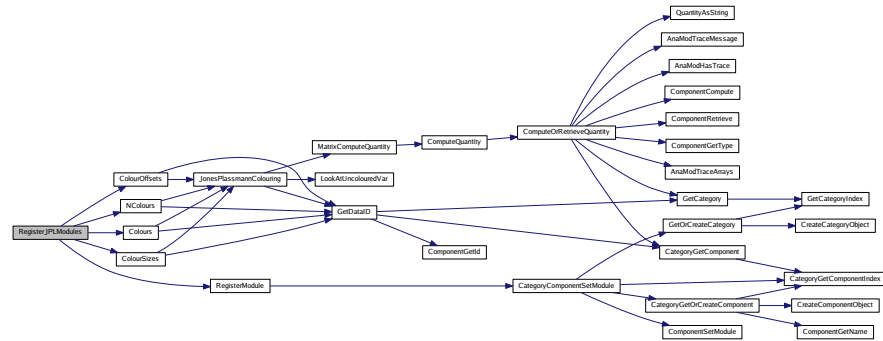 RegisterJPLModules
ColourOffsets
NColours
Colours
ColourSizes
RegisterModule
JonesPlassmannColouring
MatrixComputeQuantity
LookAtUncolouredVar
GetDataID
ComputeQuantity
ComponentGetId
ComputeOrRetrieveQuantity
CategoryComponentSetModule
QuantityAsString
AnaModTraceMessage
AnaModHasTrace
ComponentCompute
ComponentRetrieve
ComponentGetType
AnaModTraceArrays
GetCategory
GetOrCreateCategory
CategoryGetComponent
CategoryGetOrCreateComponent
ComponentSetModule
GetCategoryIndex
CreateCategoryObject
CategoryGetComponentIndex
CreateComponentObject
ComponentGetName